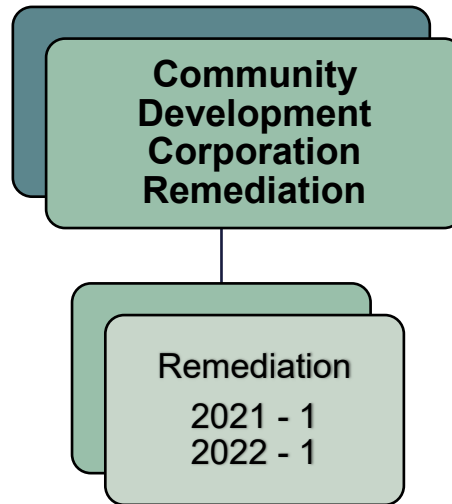 Community
Development
Corporation
Remediation
Remediation
2021 - 1
2022 - 1